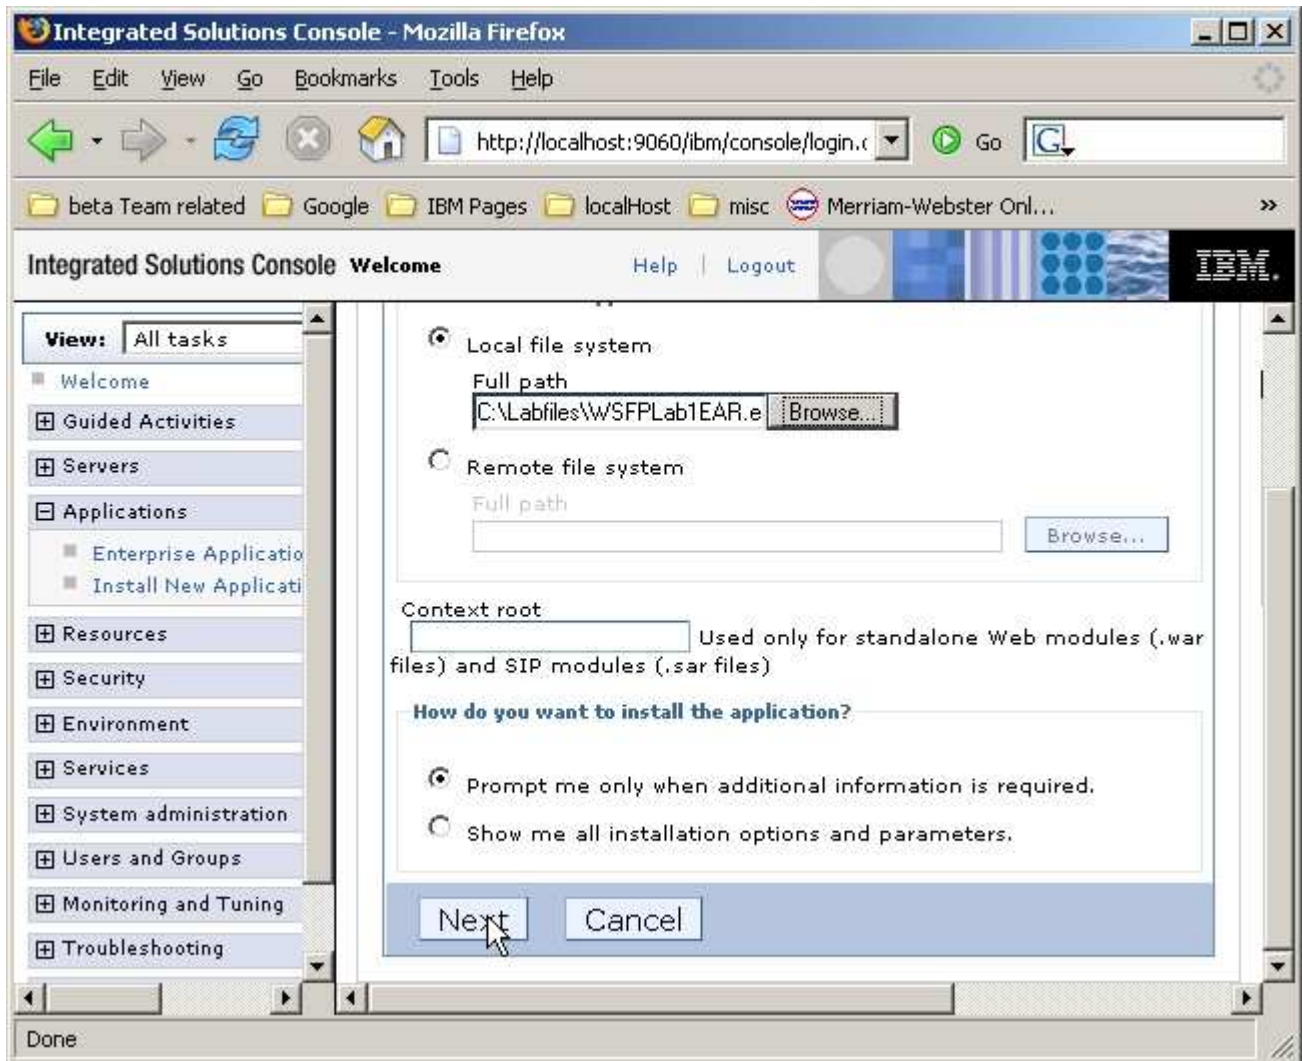 Integrated Solutions Console - Mozilla Firefox
File Edit View Go Bookmarks Tools Help
http://localhost:9060/ibm/console/login.c Go G
beta Team related Google IBM Pages localHost misc Merriam-Webster Onl... »
Integrated Solutions Console Welcome Help | Logout IBM.
View: All tasks
Welcome
Guided Activities
Servers
Applications
Enterprise Applicatio
Install New Applicati
Resources
Security
Environment
Services
System administration
Users and Groups
Monitoring and Tuning
Troubleshooting
Local file system
Full path
C:\Labfiles\WSFPLab1EAR.e Browse...
Remote file system
Full path
Browse...
Context root
Used only for standalone Web modules (.war
files) and SIP modules (.sar files)
How do you want to install the application?
Prompt me only when additional information is required.
Show me all installation options and parameters.
Next Cancel
Done